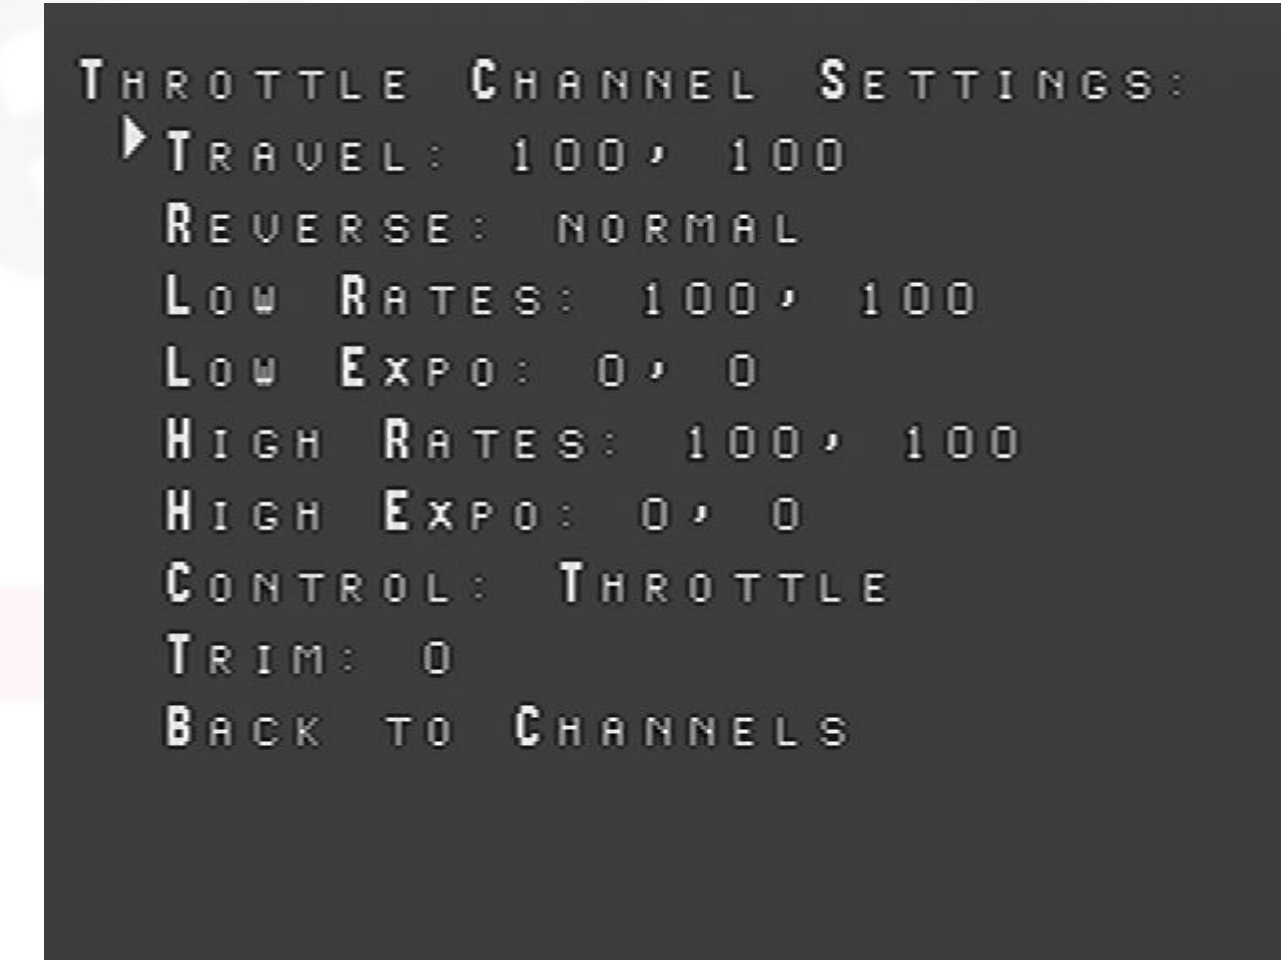 Throttle Channel Settings:
Travel: 100, 100
Reverse: normal
Low Rates: 100, 100
Low Expo: 0, 0
High Rates: 100, 100
High Expo: 0, 0
Control: Throttle
Trim: 0
Back to Channels